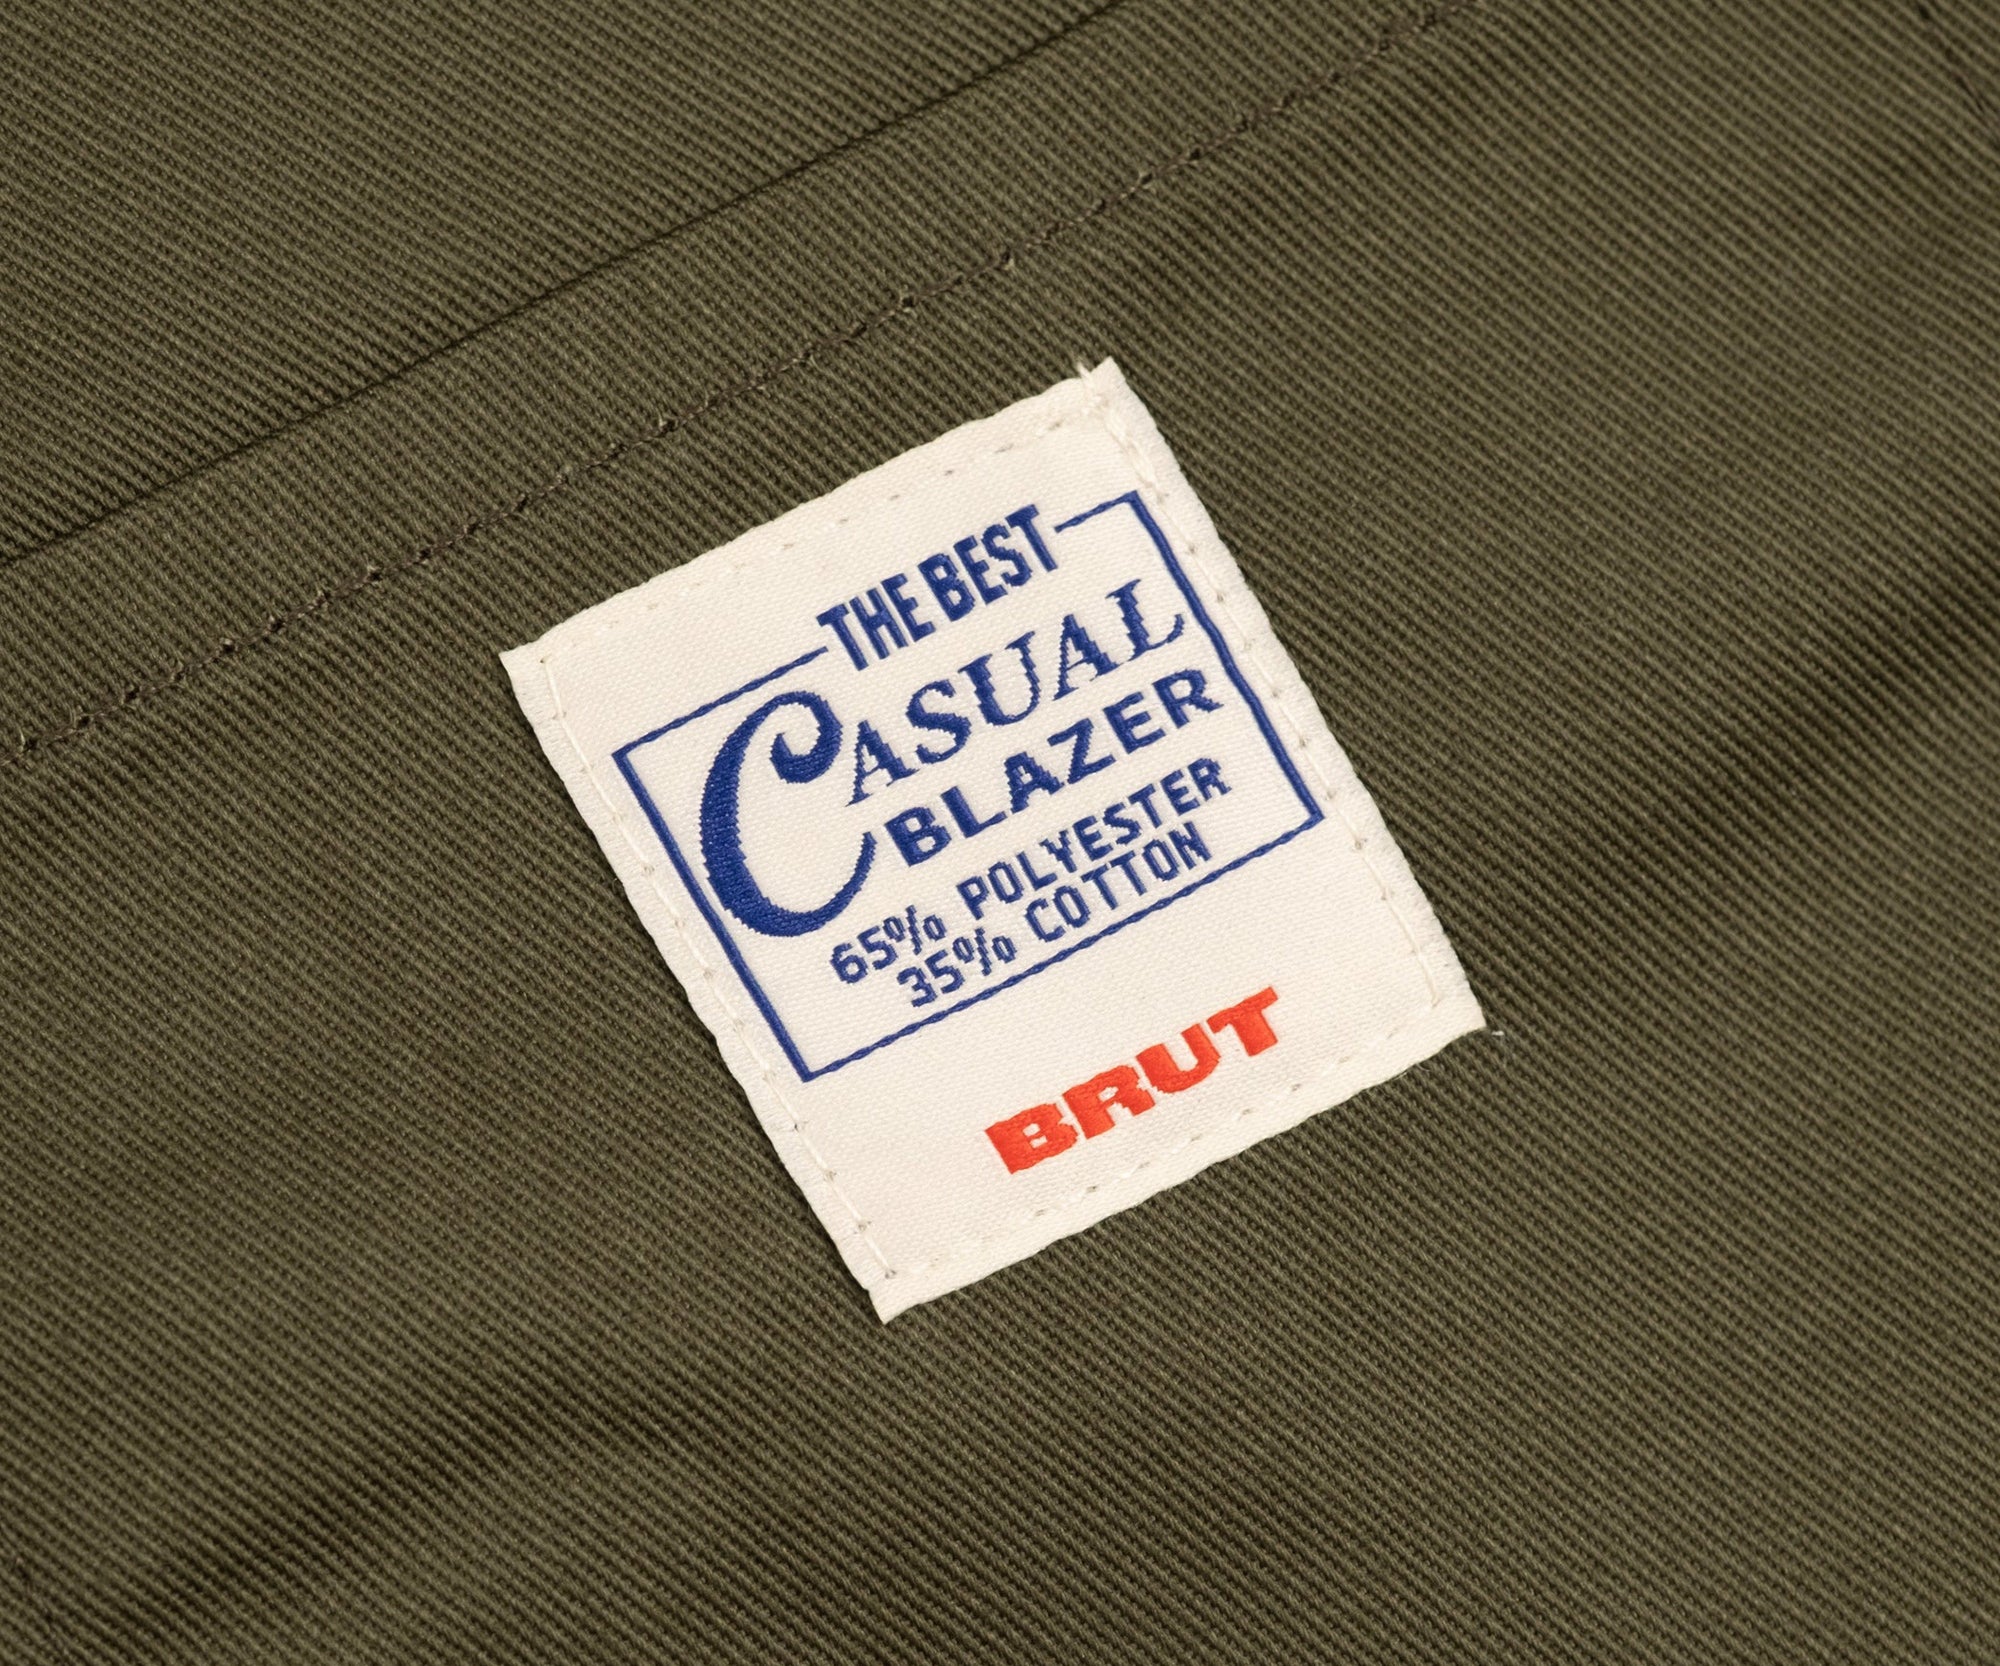 THE BEST
CASUAL
BLAZER
65% POLYESTER
35% COTTON
BRUT